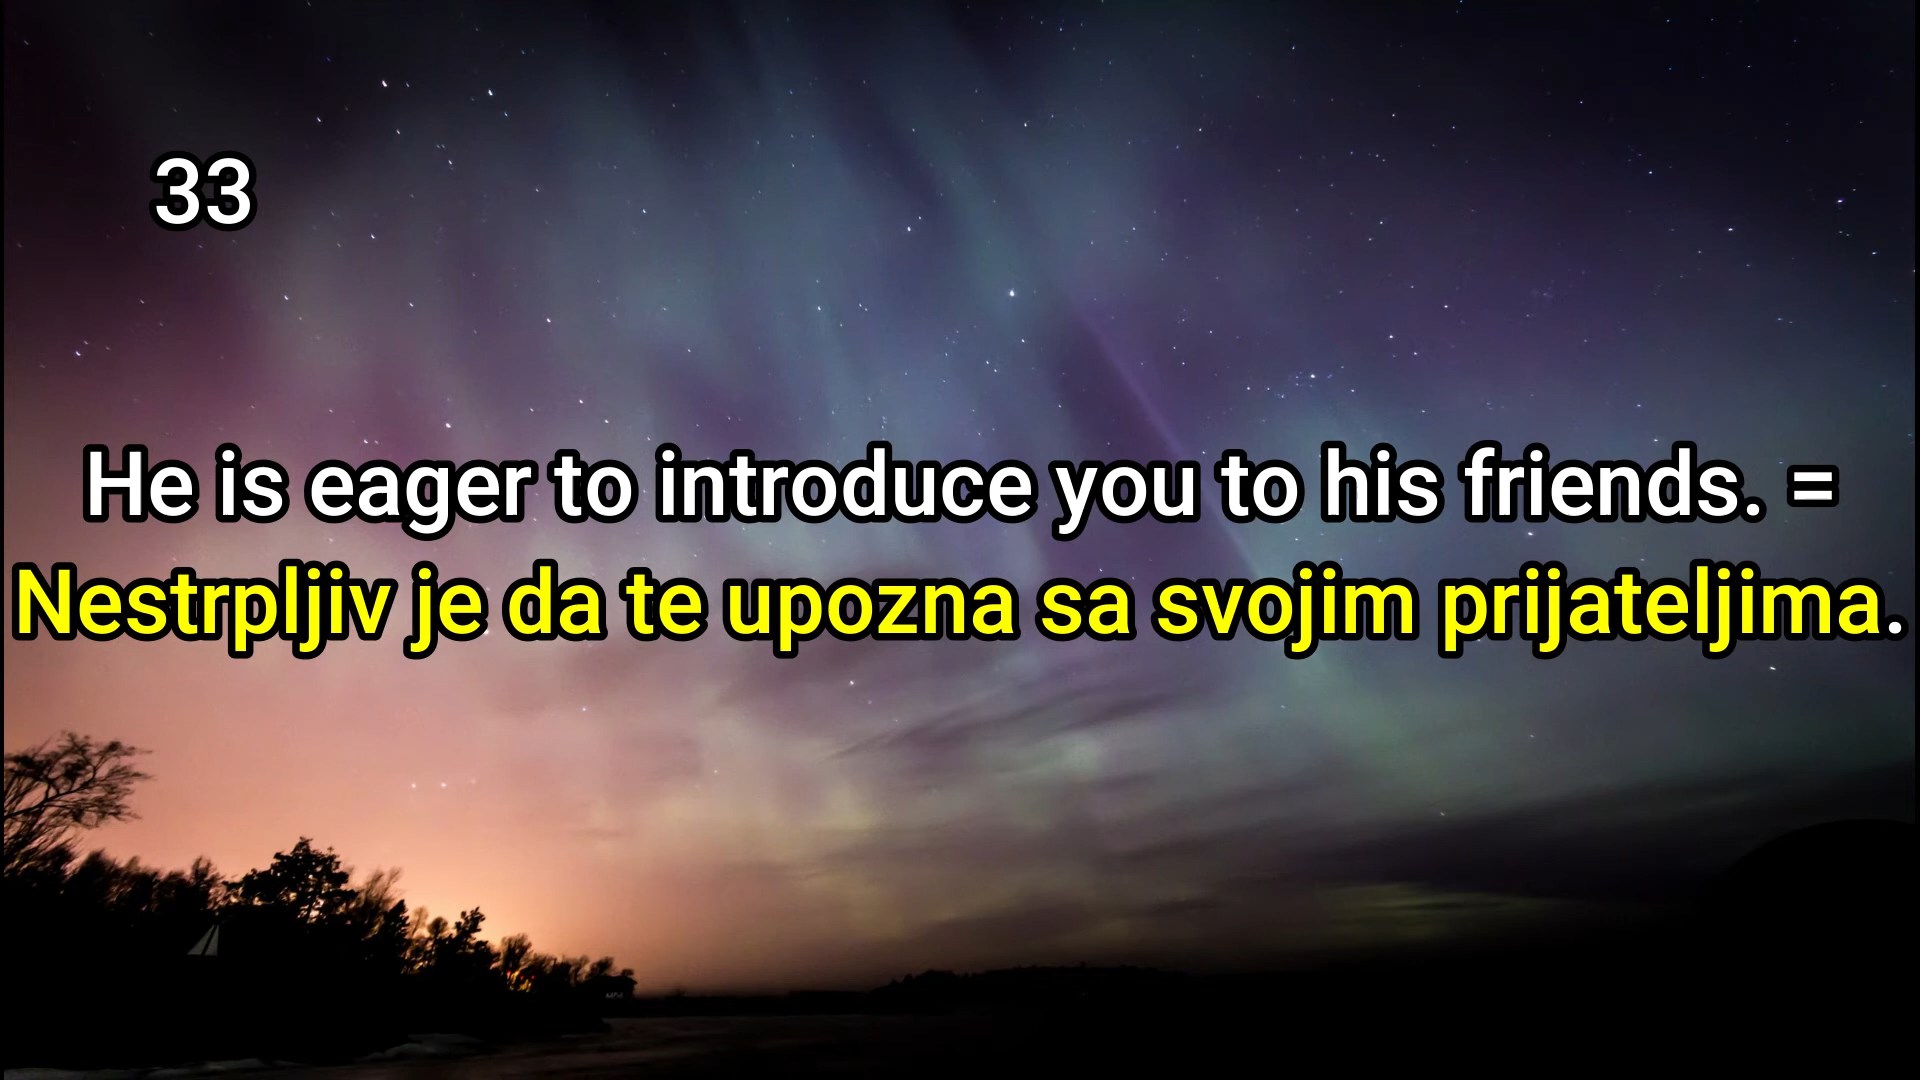 33
He is eager to introduce you to his friends. =
Nestrpljiv je da te upozna sa svojim prijateljima.